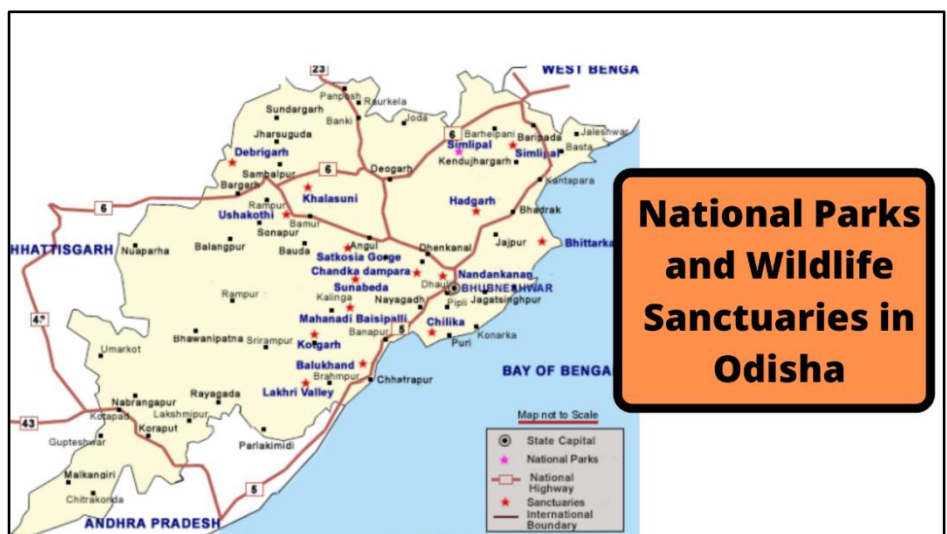 23
WEST BENGA
Panposh
Raurkela
Sundargarh
Banki
Joda
Jharsuguda
6
Barheipani
Baripada
Jaleshwar
Simlipal
Simlipal
Basta
Debrigarh
Kendujhargarh
Sambalpur
6
Deogarh
Bargarh
Kantapara
6
Rampur
Khalasuni
Hadgarh
Ushakothi
Bhadrak
Bamur
Sonapur
HHATTISGARH
Nuaparha
Balangpur
Bauda
Angul
Dhenkanal
Jajpur
Bhittarka
Satkosia Gorge
Chandka dampara
Nandankanan
Sunabeda
Dhaul
BHUBNESHWAR
Rampur
Kalinga
Nayagadh
Pipli
Jagatsinghpur
Mahanadi Baisipalli
5
Chilika
Konarka
Bhawanipatna
Srirampur
Kotgarh
Banapur
Puri
Umarkot
Balukhand
BAY OF BENGA
Brahmpur
Chhatrapur
Lakhri Valley
Nabrangapur
Rayagada
Kotapad
Lakshmipur
43
Gupteshwar
Koraput
Parlakimidi
Malkangiri
Chitrakonda
5
ANDHRA PRADESH
Map not to Scale
State Capital
National Parks
National
Highway
Sanctuaries
International
Boundary
National Parks
and Wildlife
Sanctuaries in
Odisha